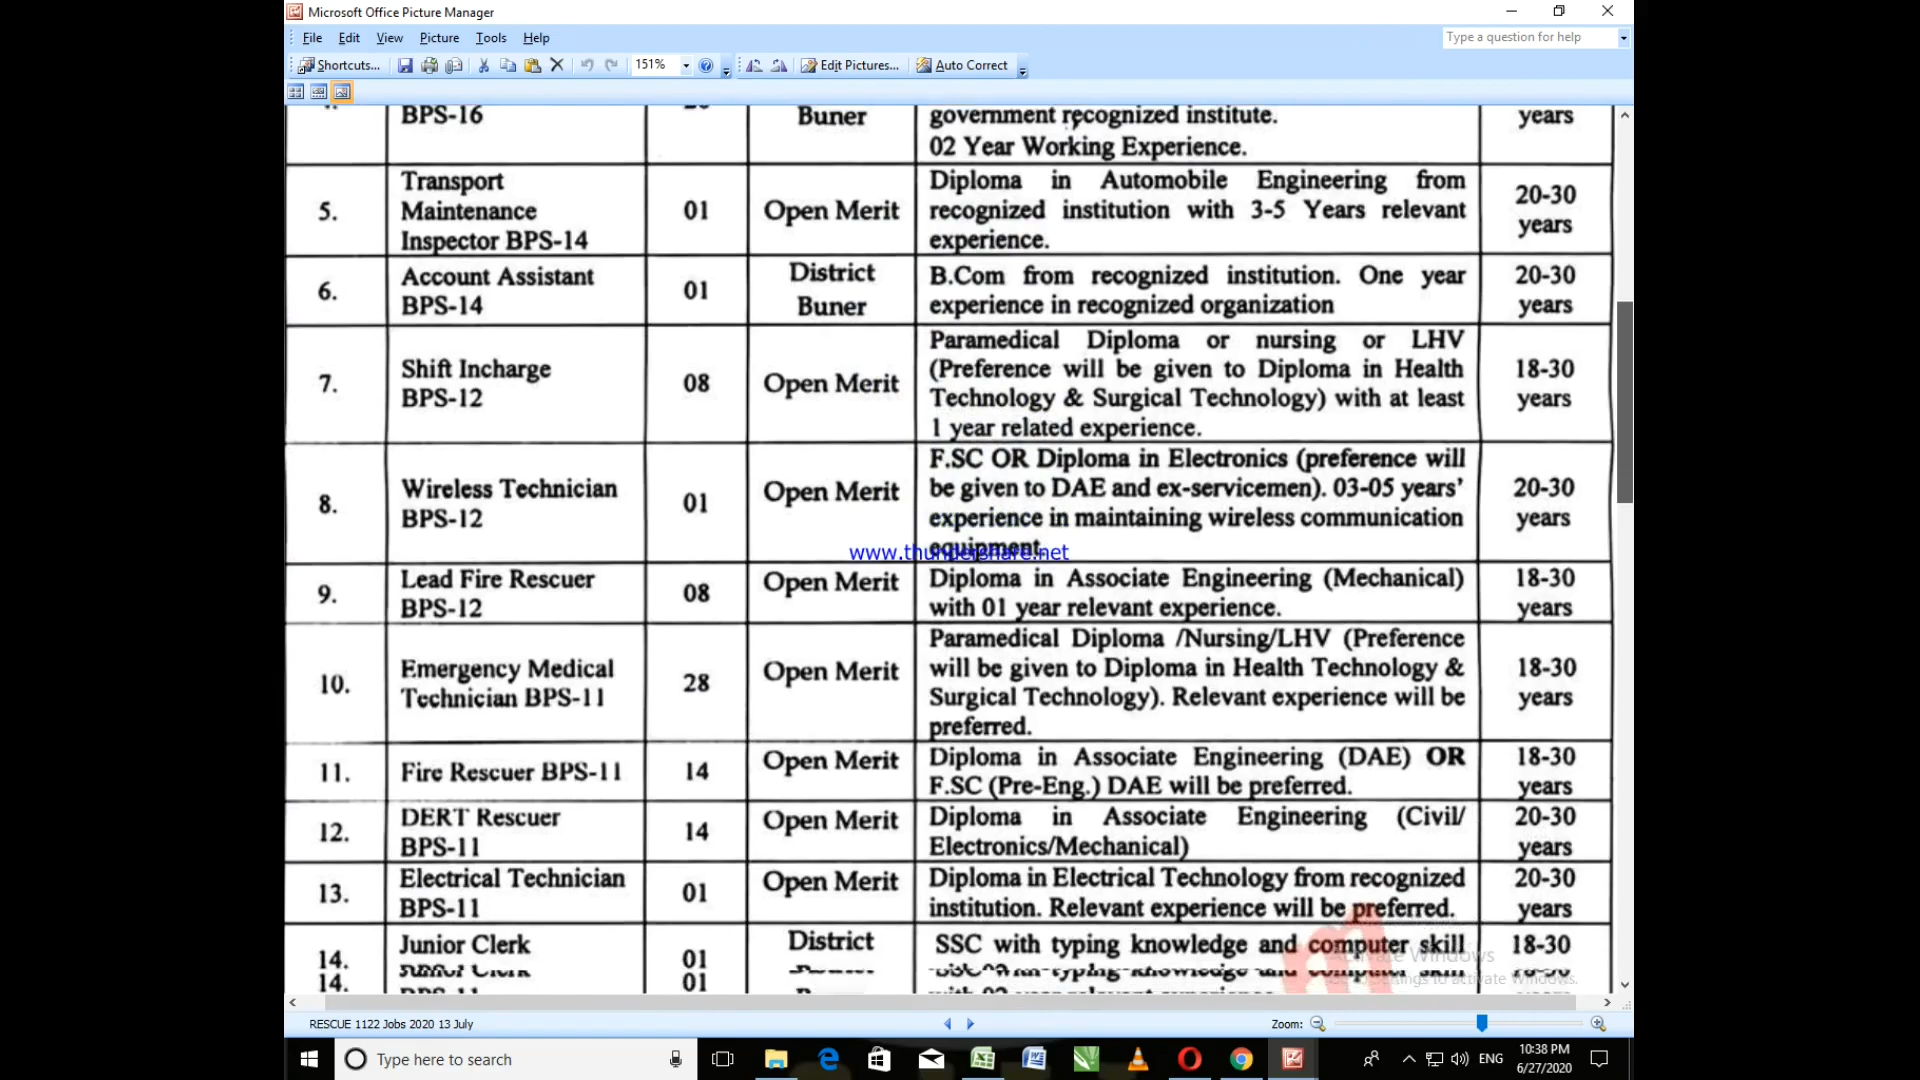 Microsoft Office Picture Manager
File Edit View Picture Tools Help
Type a question for help
Shortcuts... 151% Edit Pictures... Auto Correct
BPS-16 Buner government recognized institute. years
02 Year Working Experience.
5. Transport Maintenance Inspector BPS-14 01 Open Merit Diploma in Automobile Engineering from 20-30
recognized institution with 3-5 Years relevant years
experience.
6. Account Assistant 01 District B.Com from recognized institution. One year 20-30
BPS-14 Buner experience in recognized organization years
7. Shift Incharge 08 Open Merit Paramedical Diploma or nursing or LHV
BPS-12 (Preference will be given to Diploma in Health 18-30
Technology & Surgical Technology) with at least years
1 year related experience.
8. Wireless Technician 01 Open Merit F.SC OR Diploma in Electronics (preference will
BPS-12 be given to DAE and ex-servicemen). 03-05 years' 20-30
experience in maintaining wireless communication years
equipment.
www.thundershare.net
9. Lead Fire Rescuer 08 Open Merit Diploma in Associate Engineering (Mechanical) 18-30
BPS-12 with 01 year relevant experience. years
10. Emergency Medical 28 Open Merit Paramedical Diploma /Nursing/LHV (Preference
Technician BPS-11 will be given to Diploma in Health Technology & 18-30
Surgical Technology). Relevant experience will be years
preferred.
11. Fire Rescuer BPS-11 14 Open Merit Diploma in Associate Engineering (DAE) OR 18-30
F.SC (Pre-Eng.) DAE will be preferred. years
12. DERT Rescuer 14 Open Merit Diploma in Associate Engineering (Civil/ 20-30
BPS-11 Electronics/Mechanical) years
13. Electrical Technician 01 Open Merit Diploma in Electrical Technology from recognized 20-30
BPS-11 institution. Relevant experience will be preferred. years
14. Junior Clerk 01 District SSC with typing knowledge and computer skill 18-30
14. 01
Activate Windows
RESCUE 1122 Jobs 2020 13 July Zoom:
Type here to search ENG 10:38 PM
6/27/2020